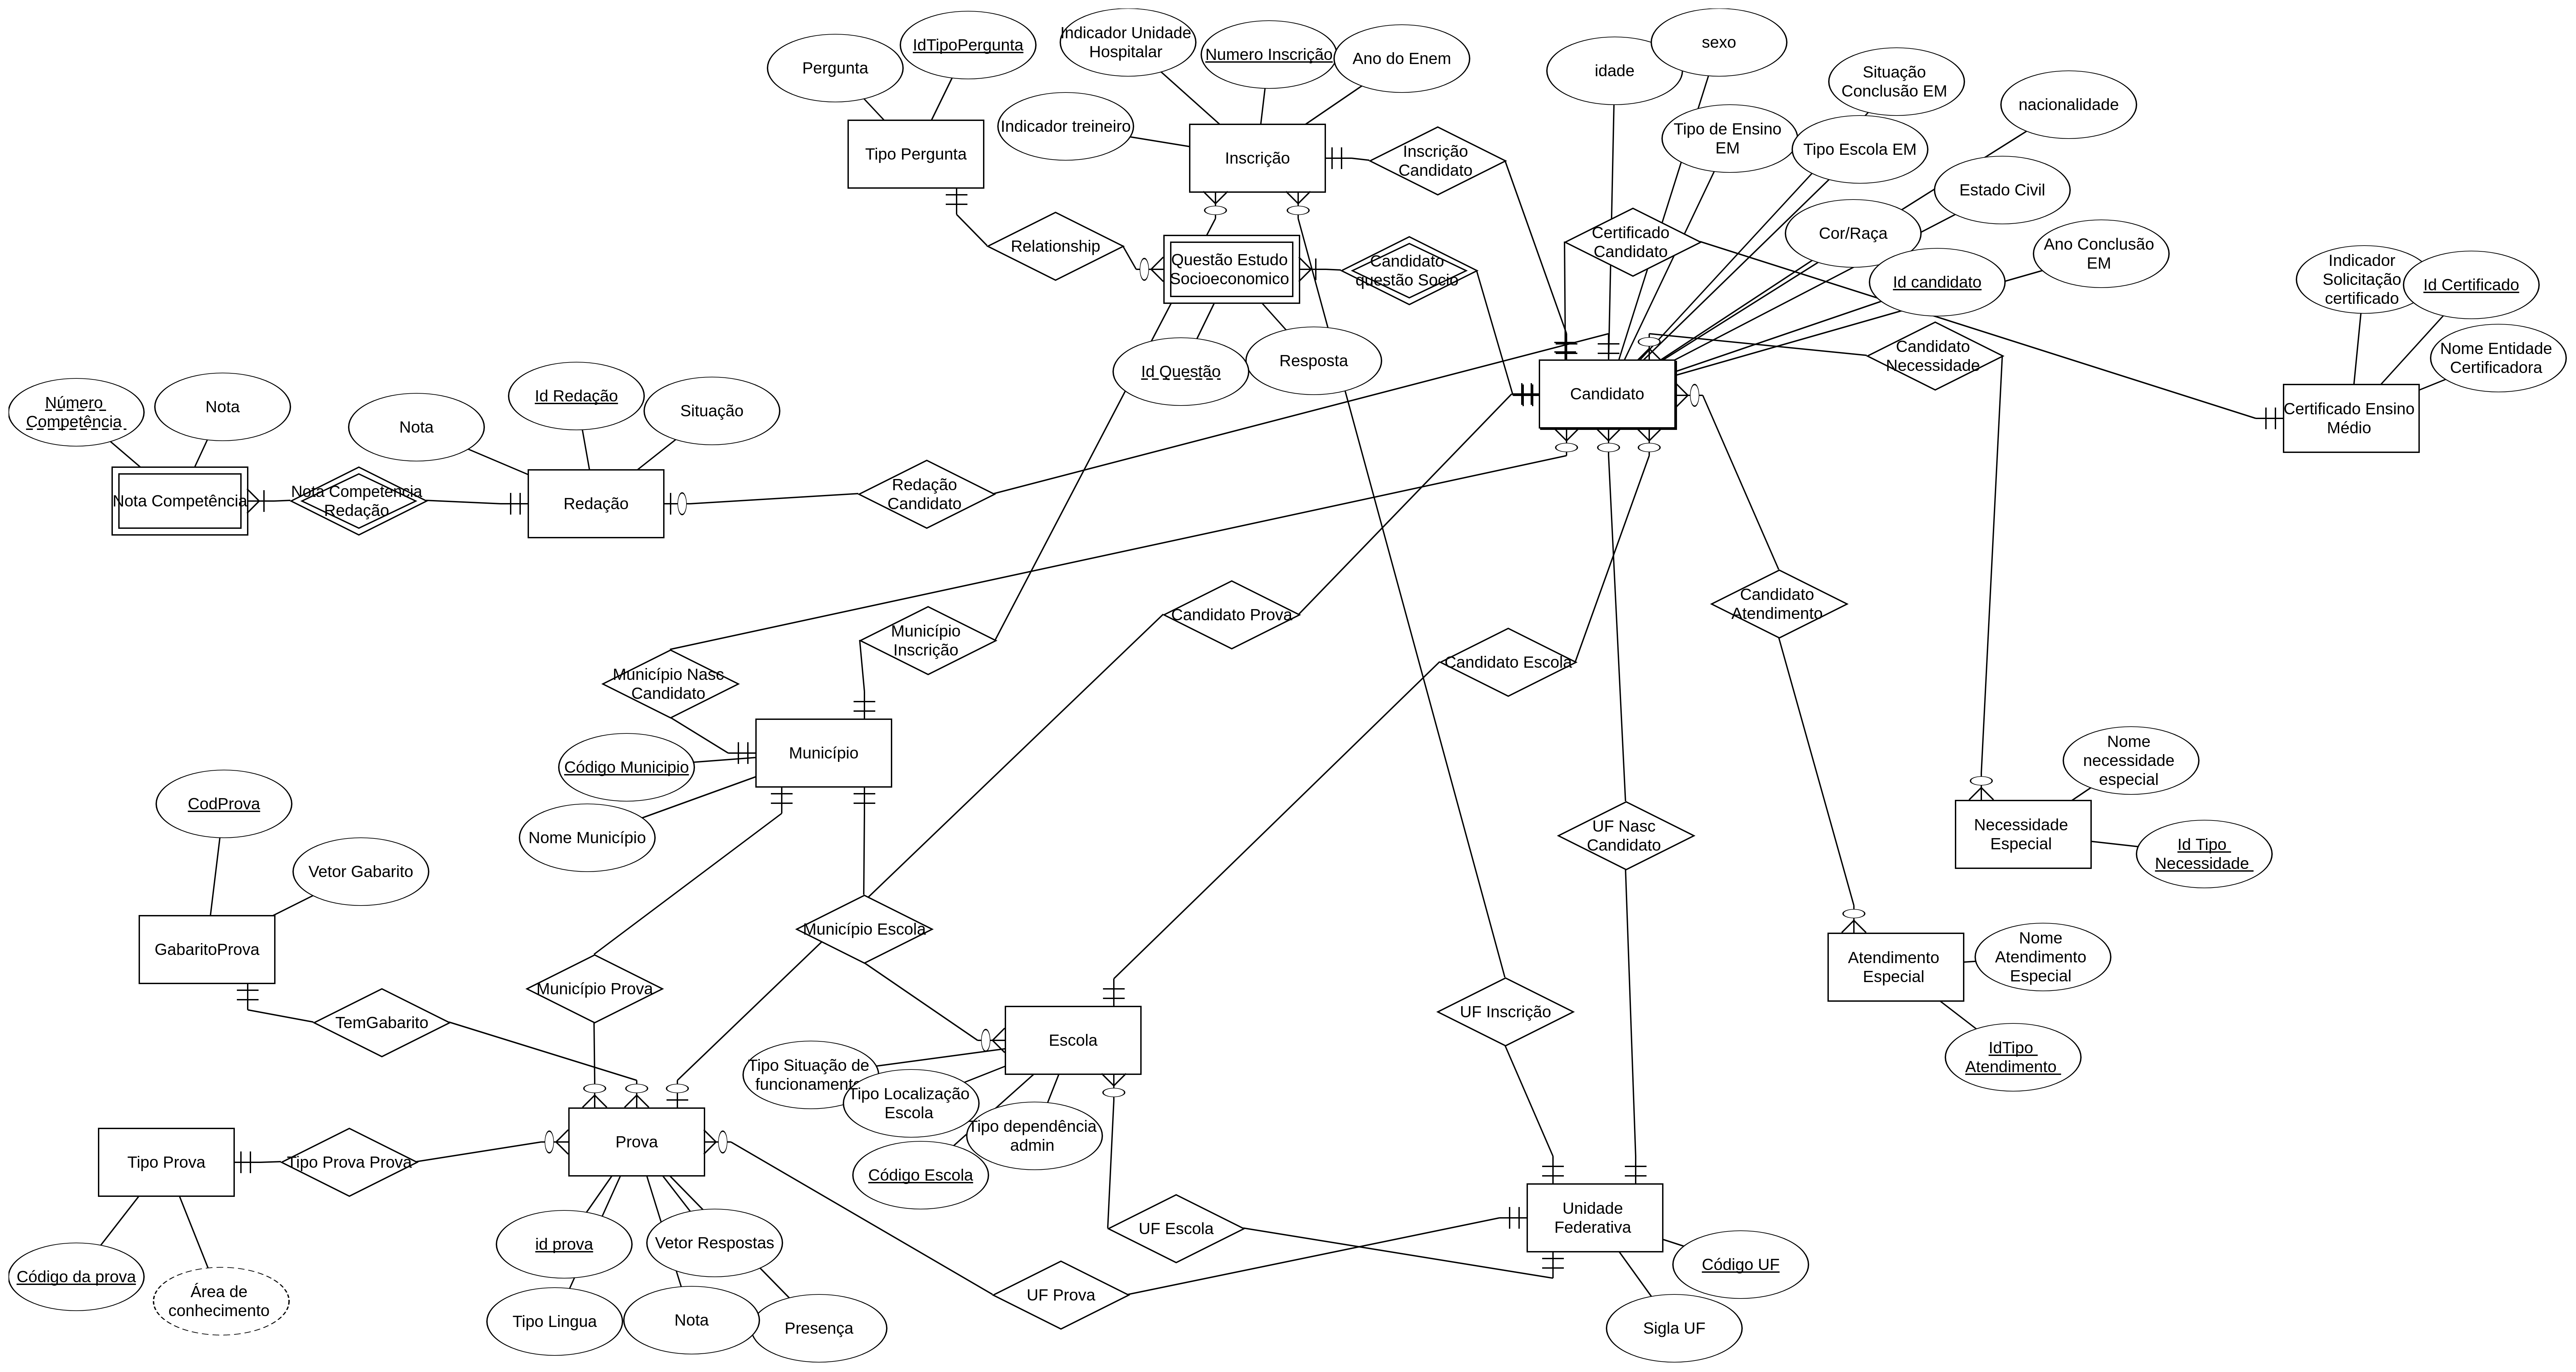 sexo
IdTipoPergunta
Indicador Unidade
Hospitalar
Numero Inscrição
Ano do Enem
Pergunta
idade
Situação
Conclusão EM
nacionalidade
Indicador treineiro
Tipo de Ensino
EM
Tipo Escola EM
Tipo Pergunta
Inscrição
Inscrição
Candidato
Estado Civil
Relationship
Certificado
Candidato
Cor/Raça
Ano Conclusão
EM
Questão Estudo
Socioeconomico
Candidato
questão Socio
Id candidato
Indicador
Solicitação
certificado
Id Certificado
Id Questão
Resposta
Candidato
Necessidade
Nome Entidade
Certificadora
Número
Competência
Nota
Nota
Id Redação
Situação
Candidato
Certificado Ensino
Médio
Nota Competência
Nota Competencia
Redação
Redação
Redação
Candidato
Candidato
Atendimento
Município
Inscrição
Candidato Prova
Candidato Escola
Município Nasc
Candidato
Código Municipio
Município
Nome Município
Nome
necessidade
especial
CodProva
UF Nasc
Candidato
Necessidade
Especial
Id Tipo
Necessidade
Vetor Gabarito
GabaritoProva
Município Escola
Município Prova
Atendimento
Especial
Nome
Atendimento
Especial
TemGabarito
Escola
UF Inscrição
IdTipo
Atendimento
Tipo Situação de
funcionamento
Tipo Localização
Escola
Tipo dependência
admin
Código Escola
Tipo Prova
Tipo Prova Prova
Prova
id prova
Vetor Respostas
UF Escola
Unidade
Federativa
Código UF
Código da prova
Área de
conhecimento
UF Prova
Tipo Lingua
Nota
Presença
Sigla UF